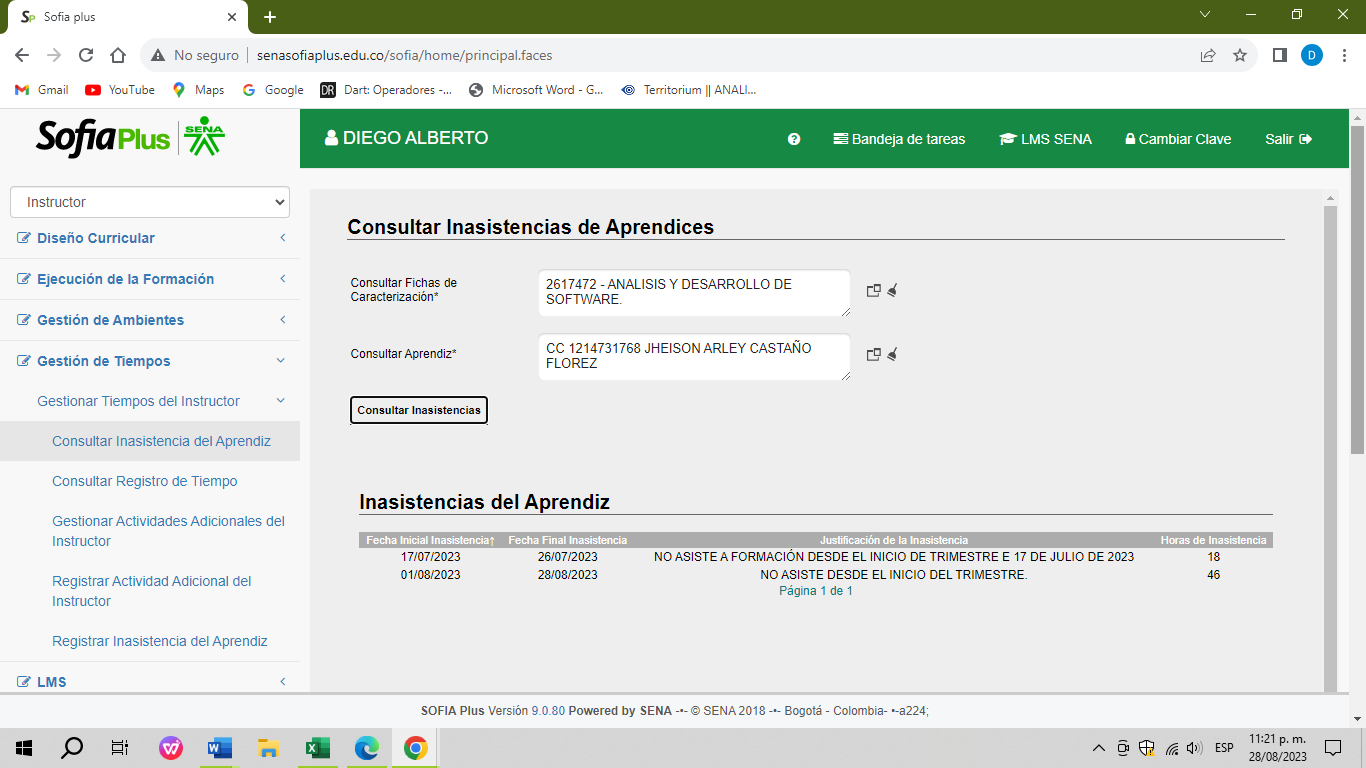 Sofia plus
No seguro
senasofiaplus.edu.co/sofia/home/principal.faces
D
Gmail
YouTube
Maps
Google
DR Dart: Operadores -...
Microsoft Word - G...
Territorium || ANALI...
Sofia Plus
SENA
DIEGO ALBERTO
Bandeja de tareas
LMS SENA
Cambiar Clave
Salir
Instructor
Diseño Curricular
Ejecución de la Formación
Gestión de Ambientes
Gestión de Tiempos
Gestionar Tiempos del Instructor
Consultar Inasistencia del Aprendiz
Consultar Registro de Tiempo
Gestionar Actividades Adicionales del
Instructor
Registrar Actividad Adicional del
Instructor
Registrar Inasistencia del Aprendiz
LMS
Consultar Inasistencias de Aprendices
Consultar Fichas de
Caracterización*
2617472 - ANALISIS Y DESARROLLO DE
SOFTWARE.
Consultar Aprendiz*
CC 1214731768 JHEISON ARLEY CASTAÑO
FLOREZ
Consultar Inasistencias
Inasistencias del Aprendiz
Fecha Inicial Inasistencia↑ Fecha Final Inasistencia Justificación de la Inasistencia Horas de Inasistencia
17/07/2023 26/07/2023 NO ASISTE A FORMACIÓN DESDE EL INICIO DE TRIMESTRE E 17 DE JULIO DE 2023 18
01/08/2023 28/08/2023 NO ASISTE DESDE EL INICIO DEL TRIMESTRE. 46
Página 1 de 1
SOFIA Plus Versión 9.0.80 Powered by SENA -•- © SENA 2018 -•- Bogotá - Colombia- •-a224;
ESP
11:21 p. m.
28/08/2023